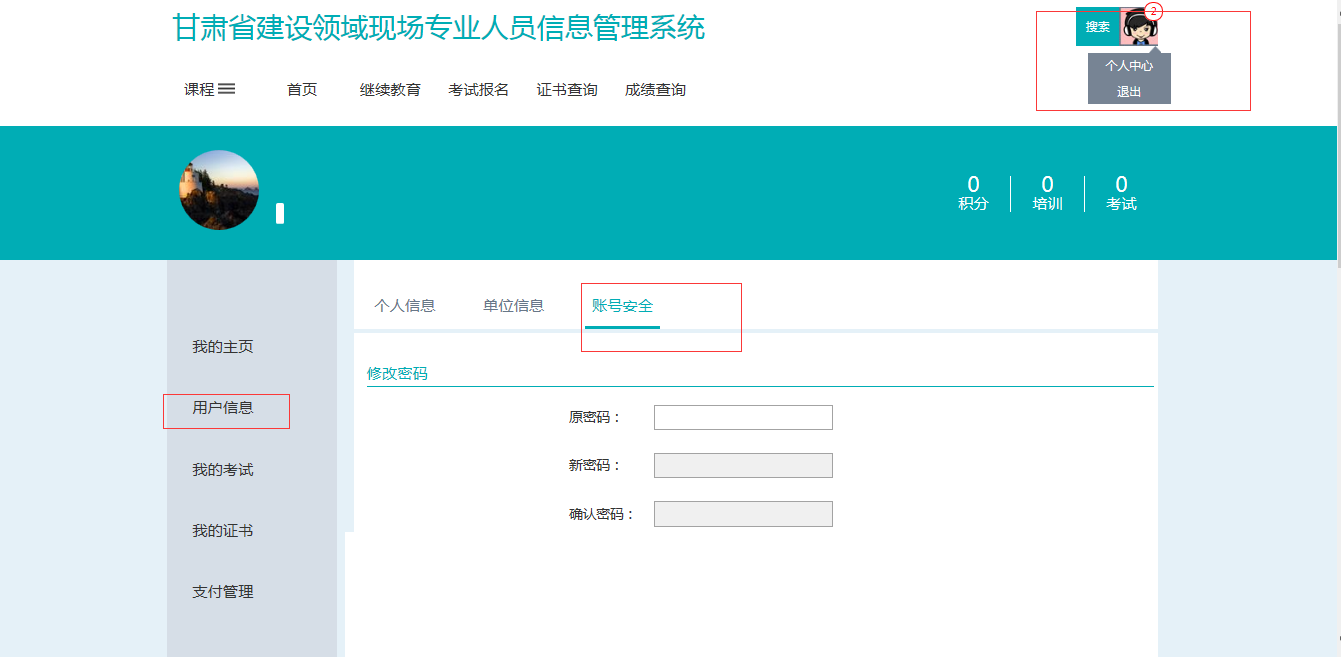 甘肃省建设领域现场专业人员信息管理系统
搜索
2
个人中心
退出
课程 首页 继续教育 考试报名 证书查询 成绩查询
0 0 0
积分 培训 考试
个人信息 单位信息 账号安全
我的主页
用户信息
我的考试
我的证书
支付管理
修改密码
原密码：
新密码：
确认密码：